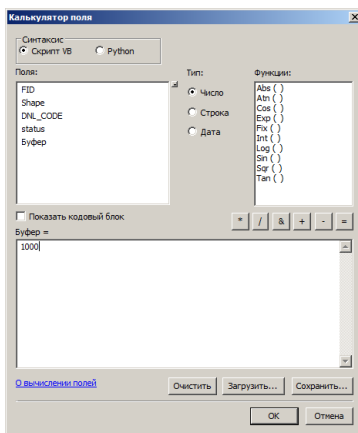 Калькулятор поля
Синтаксис
Скрипт VB Python
Поля: Тип: Функции:
FID
Shape
DNL_CODE
status
Буфер
Число
Строка
Дата
Abs ( )
Atn ( )
Cos ( )
Exp ( )
Fix ( )
Int ( )
Log ( )
Sin ( )
Sqr ( )
Tan ( )
Показать кодовый блок
* / & + - =
Буфер =
1000
О вычислении полей Очистить Загрузить... Сохранить...
OK Отмена